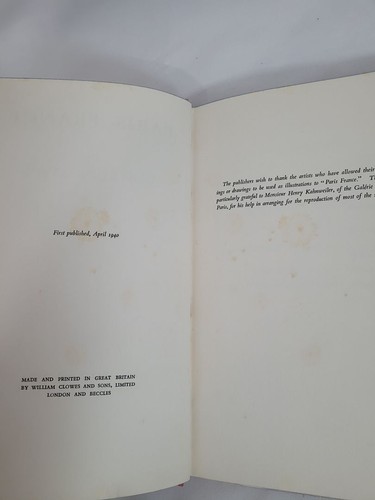 First published, April 1940
MADE AND PRINTED IN GREAT BRITAIN
BY WILLIAM CLOWES AND SONS, LIMITED
LONDON AND BECCLES
The publishers wish to thank the artists who have allowed their
ings or drawings to be used as illustrations to "Paris France."
particularly grateful to Monsieur Henry Kahnweiler, of the Galérie
Paris, for his help in arranging for the reproduction of most of the